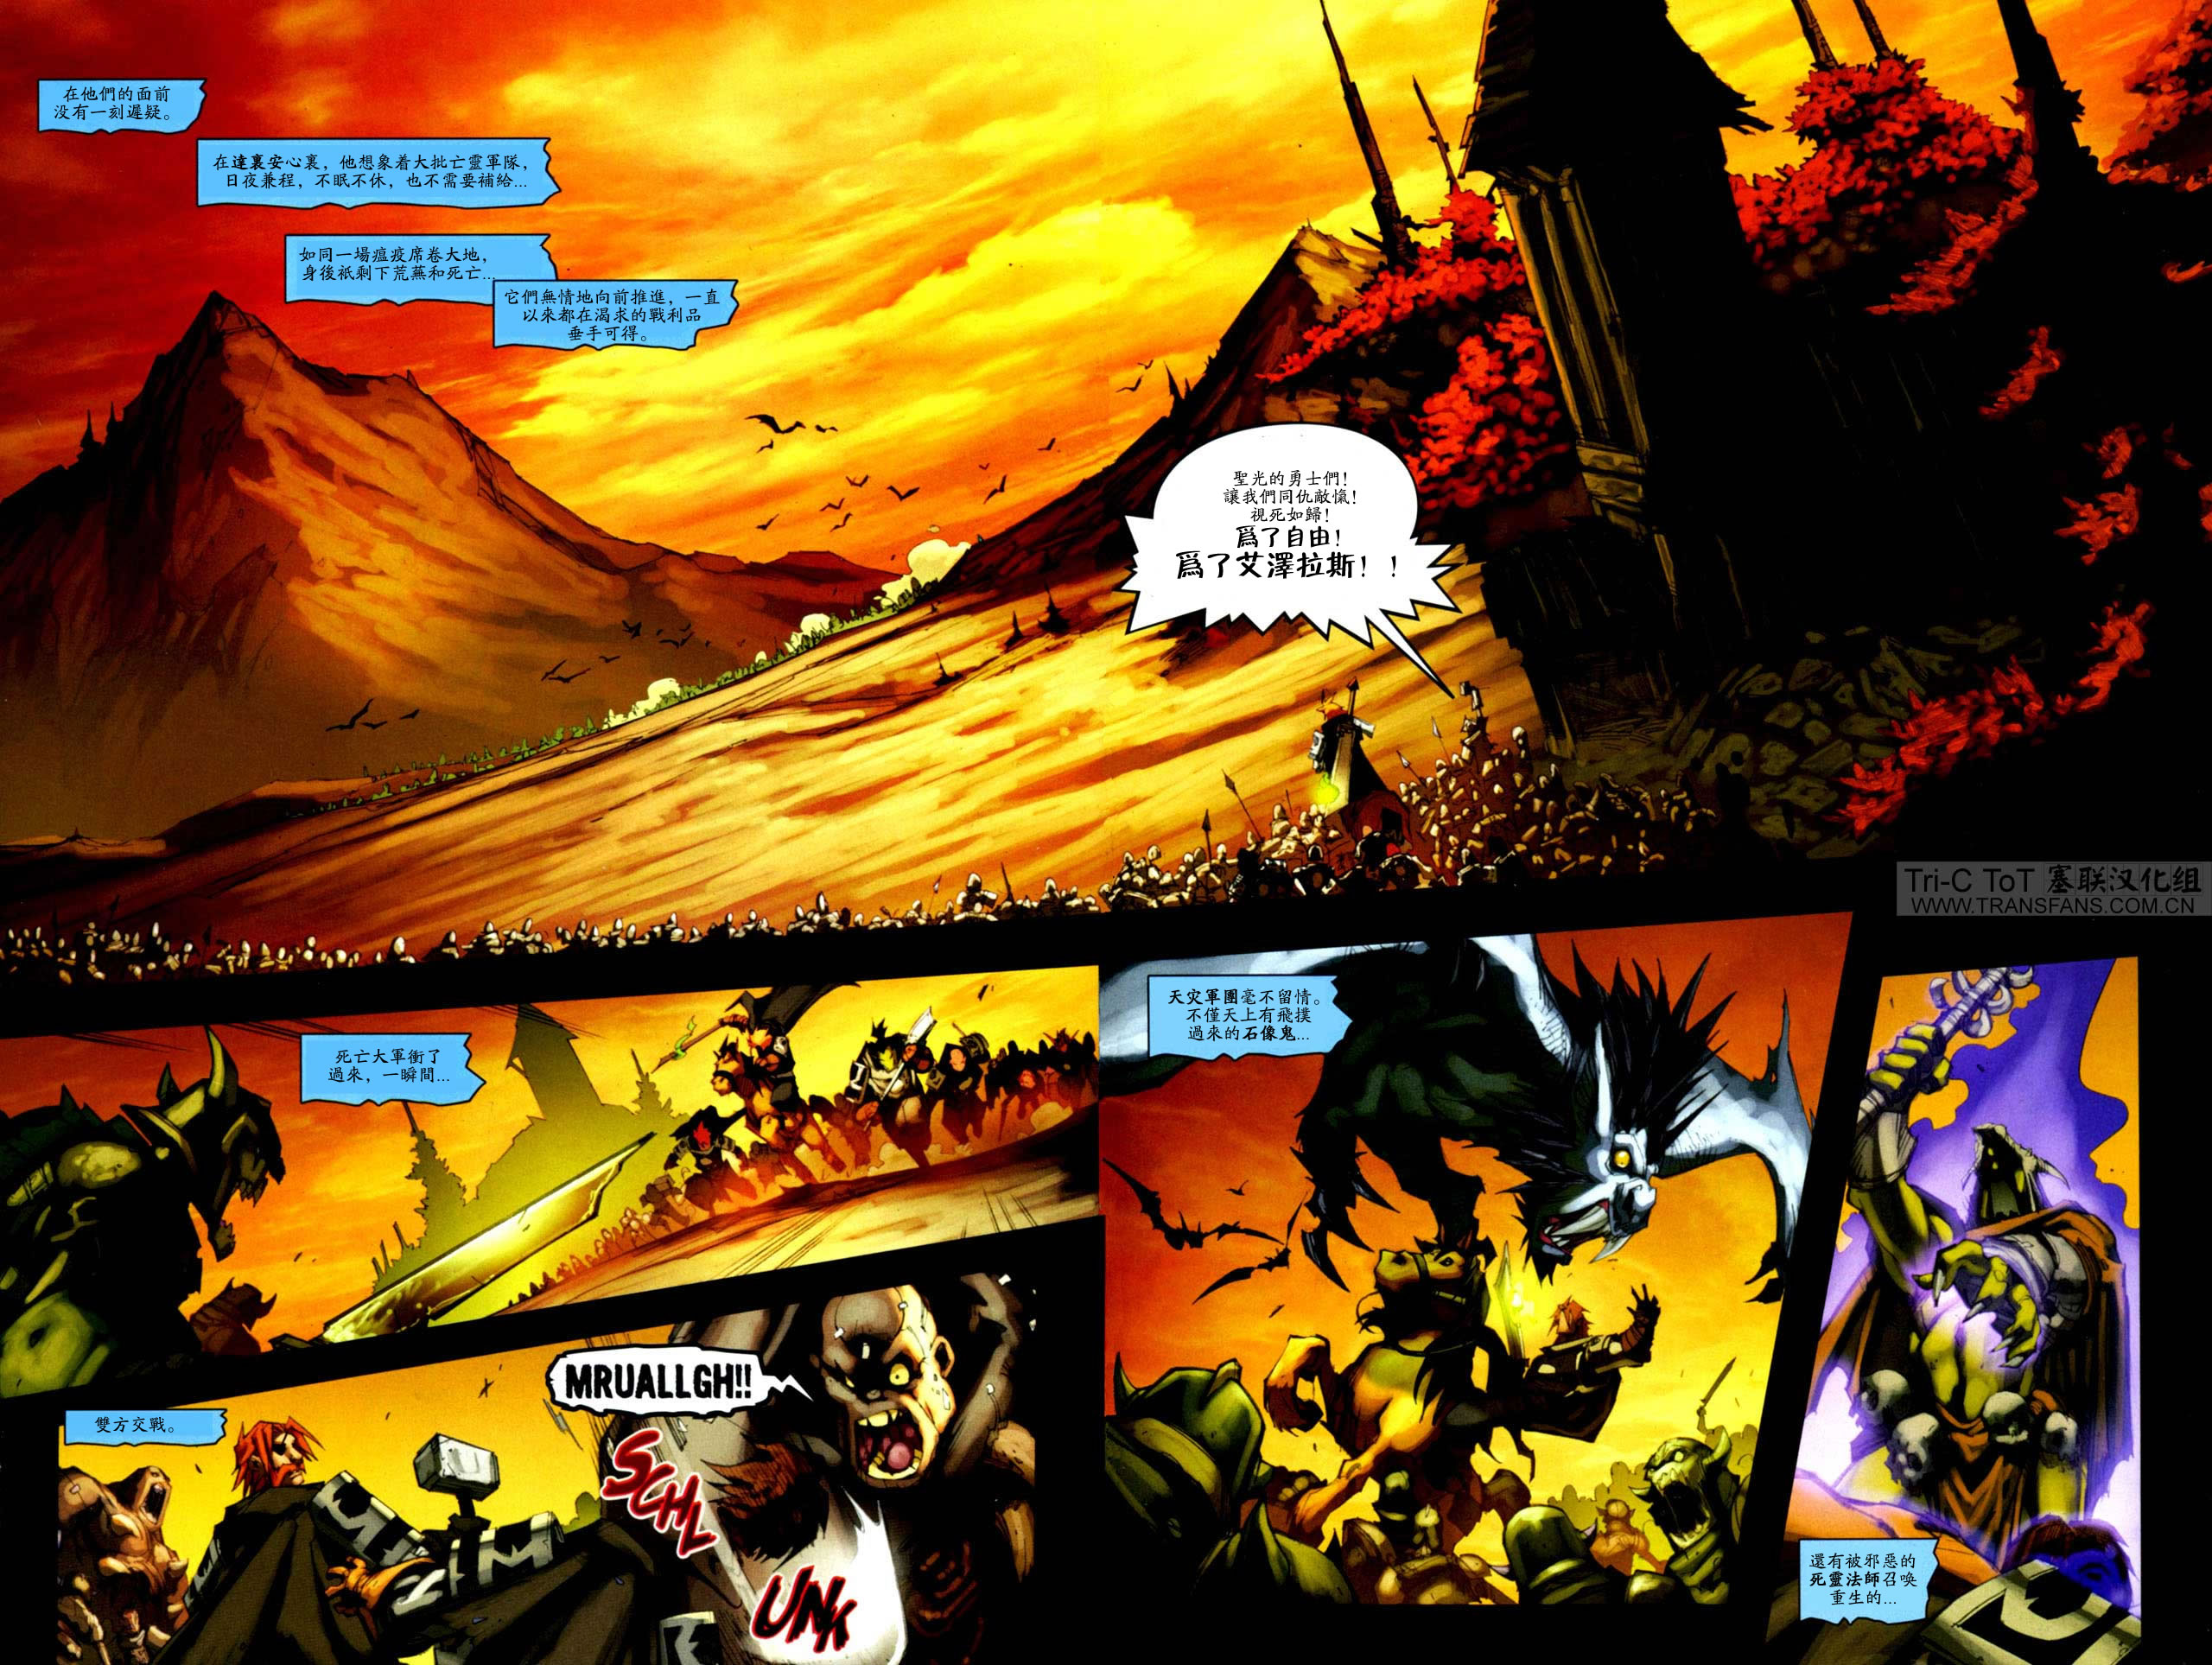 在他們的面前
没有一刻遲疑。
在達裏安心裏，他想象着大批亡靈軍隊，
日夜兼程，不眠不休，也不需要補給...
如同一場瘟疫席卷大地，
身後衹剩下荒蕪和死亡...
它們無情地向前推進，一直
以來都在渴求的戰利品
垂手可得。
聖光的勇士們！
讓我們同仇敵愾！
視死如歸！
爲了自由！
爲了艾澤拉斯！！
Tri-C ToT 塞联汉化组
WWW.TRANSFANS.COM.CN
死亡大軍衝了
過來，一瞬間...
雙方交戰。
MRUALLGH!!
SCHL
UNK
天灾軍團毫不留情。
不僅天上有飛撲
過來的石像鬼...
還有被邪惡的
死靈法師召唤
重生的...